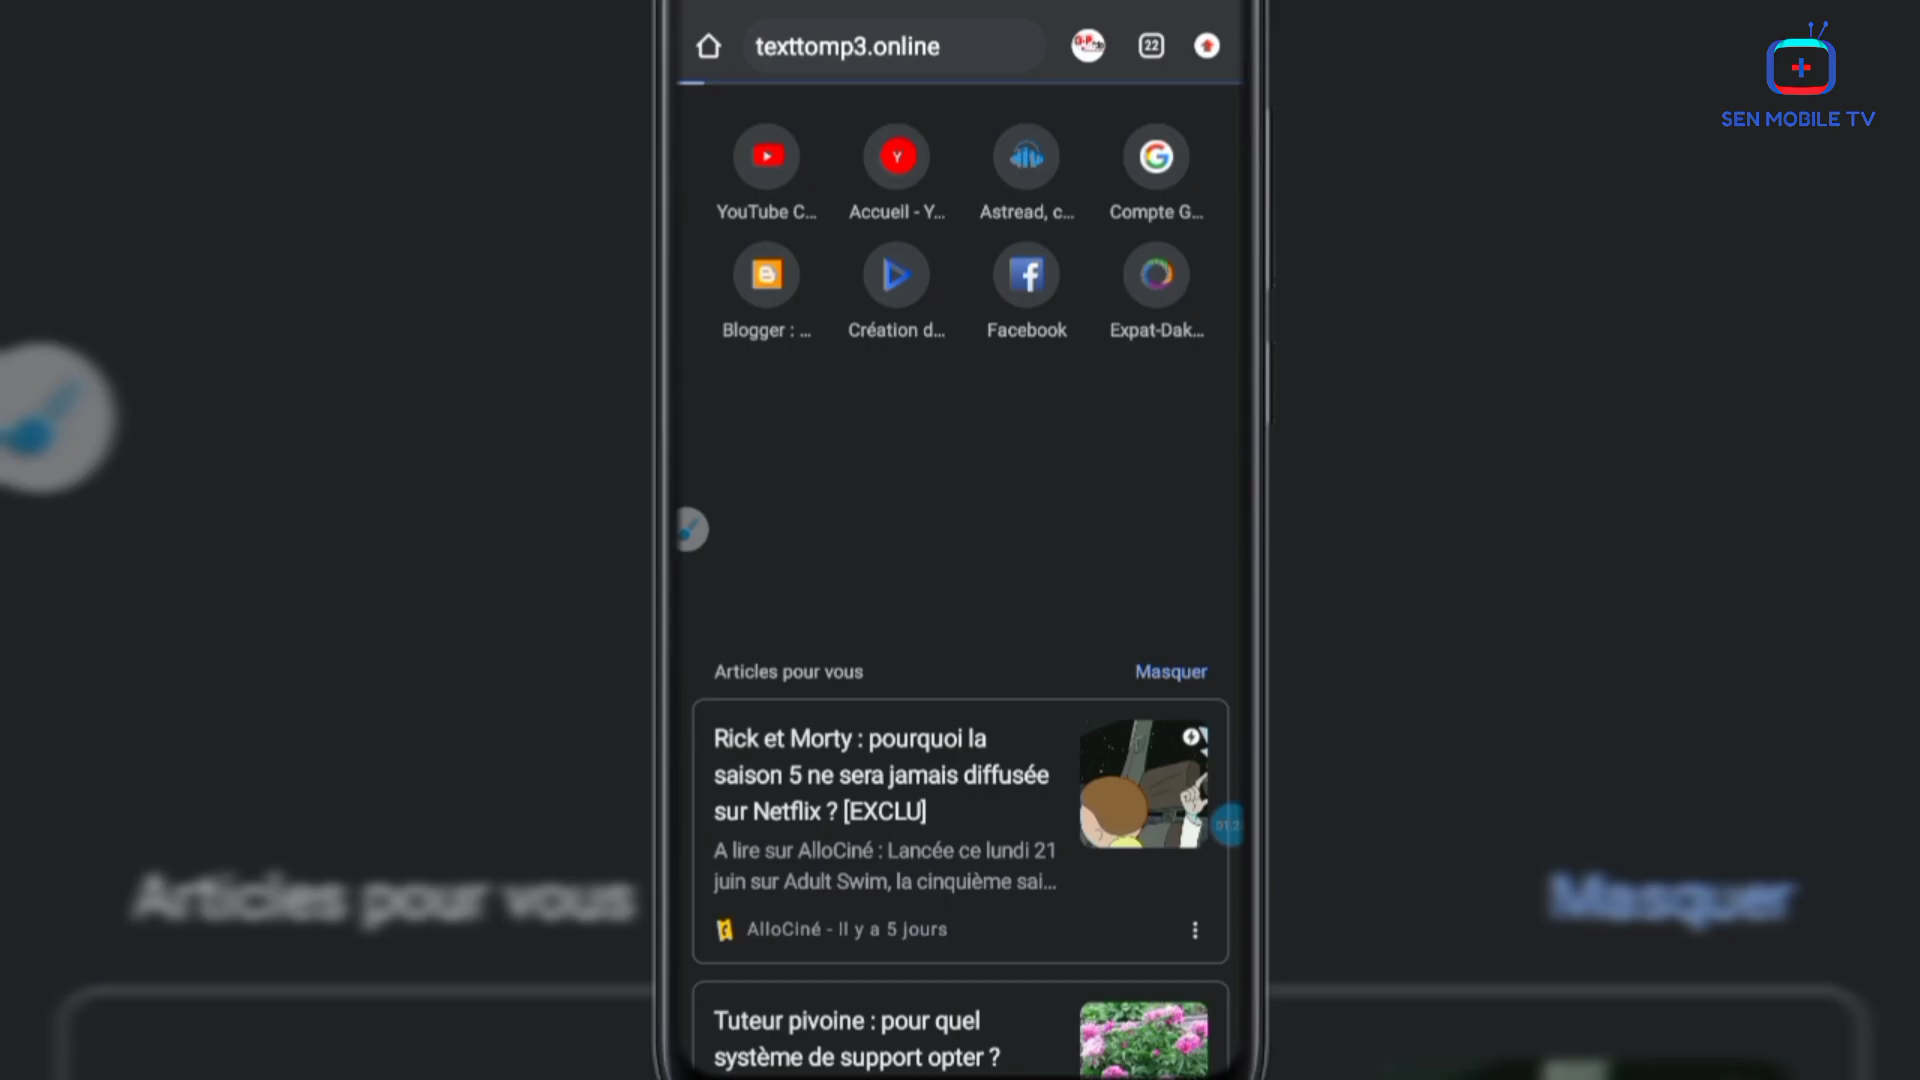 texttomp3.online
22
SEN MOBILE TV
YouTube C...
Accueil - Y...
Astread, c...
Compte G...
Blogger : ...
Création d...
Facebook
Expat-Dak...
Articles pour vous
Masquer
Rick et Morty : pourquoi la
saison 5 ne sera jamais diffusée
sur Netflix ? [EXCLU]
A lire sur AlloCiné : Lancée ce lundi 21
juin sur Adult Swim, la cinquième sai...
AlloCiné - Il y a 5 jours
Articles pour vous
Masquer
Tuteur pivoine : pour quel
système de support opter ?